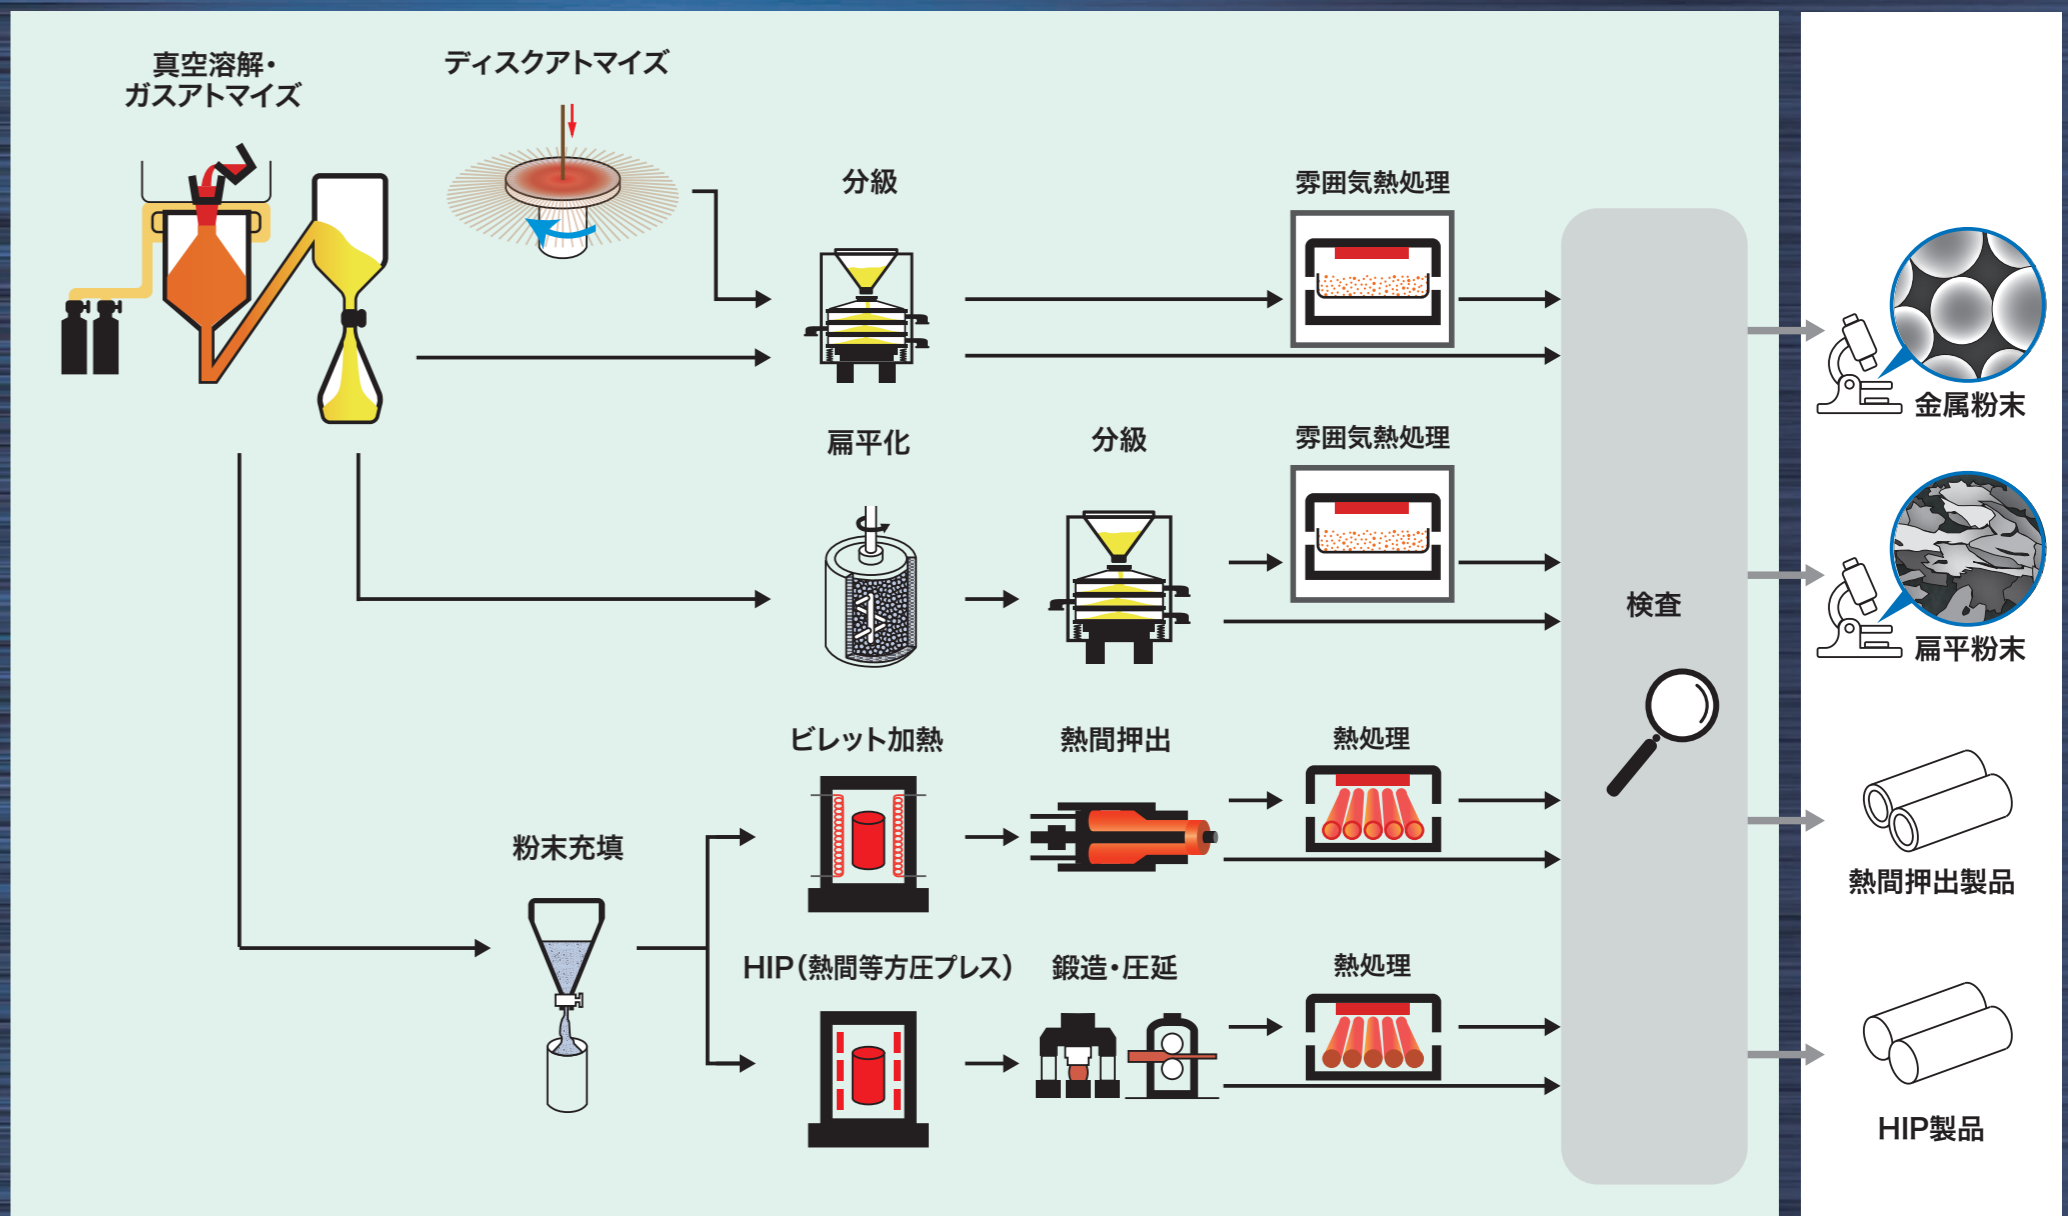 真空溶解・
ガスアトマイズ
ディスクアトマイズ
分級
雰囲気熱処理
金属粉末
扁平化
分級
雰囲気熱処理
検査
扁平粉末
ビレット加熱
熱間押出
熱処理
粉末充填
熱間押出製品
HIP（熱間等方圧プレス）
鍛造・圧延
熱処理
HIP製品